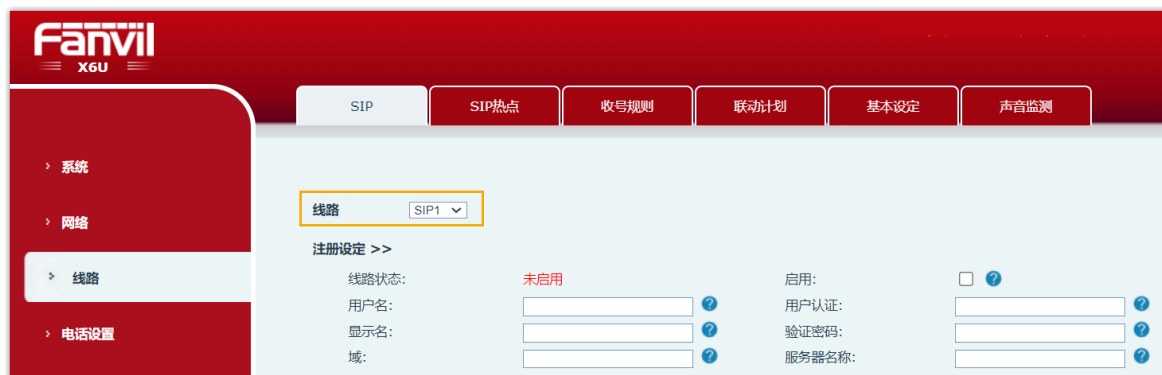 Fanvil
X6U
SIP SIP热点 收号规则 联动计划 基本设定 声音监测
系统
网络
线路
电话设置
线路 SIP1
注册设定 >>
线路状态: 未启用 启用:
用户名: 用户认证:
显示名: 验证密码:
域: 服务器名称: